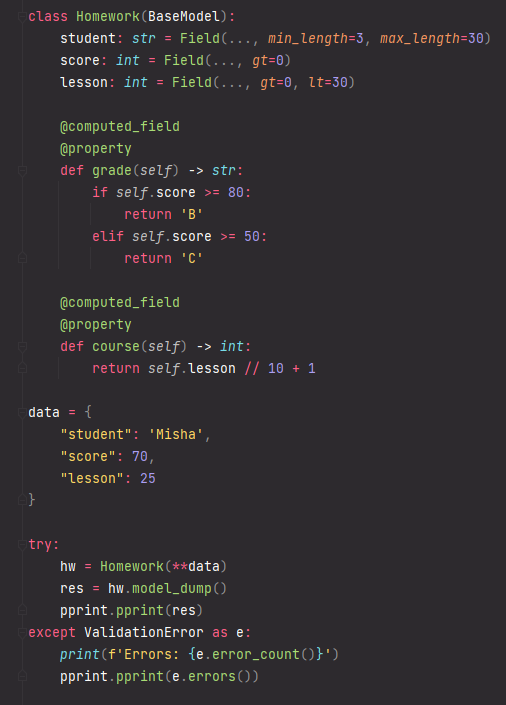 class Homework(BaseModel):
    student: str = Field(..., min_length=3, max_length=30)
    score: int = Field(..., gt=0)
    lesson: int = Field(..., gt=0, lt=30)

    @computed_field
    @property
    def grade(self) -> str:
        if self.score >= 80:
            return 'B'
        elif self.score >= 50:
            return 'C'

    @computed_field
    @property
    def course(self) -> int:
        return self.lesson // 10 + 1

data = {
    "student": 'Misha',
    "score": 70,
    "lesson": 25
}

try:
    hw = Homework(**data)
    res = hw.model_dump()
    pprint.pprint(res)
except ValidationError as e:
    print(f'Errors: {e.error_count()}')
    pprint.pprint(e.errors())